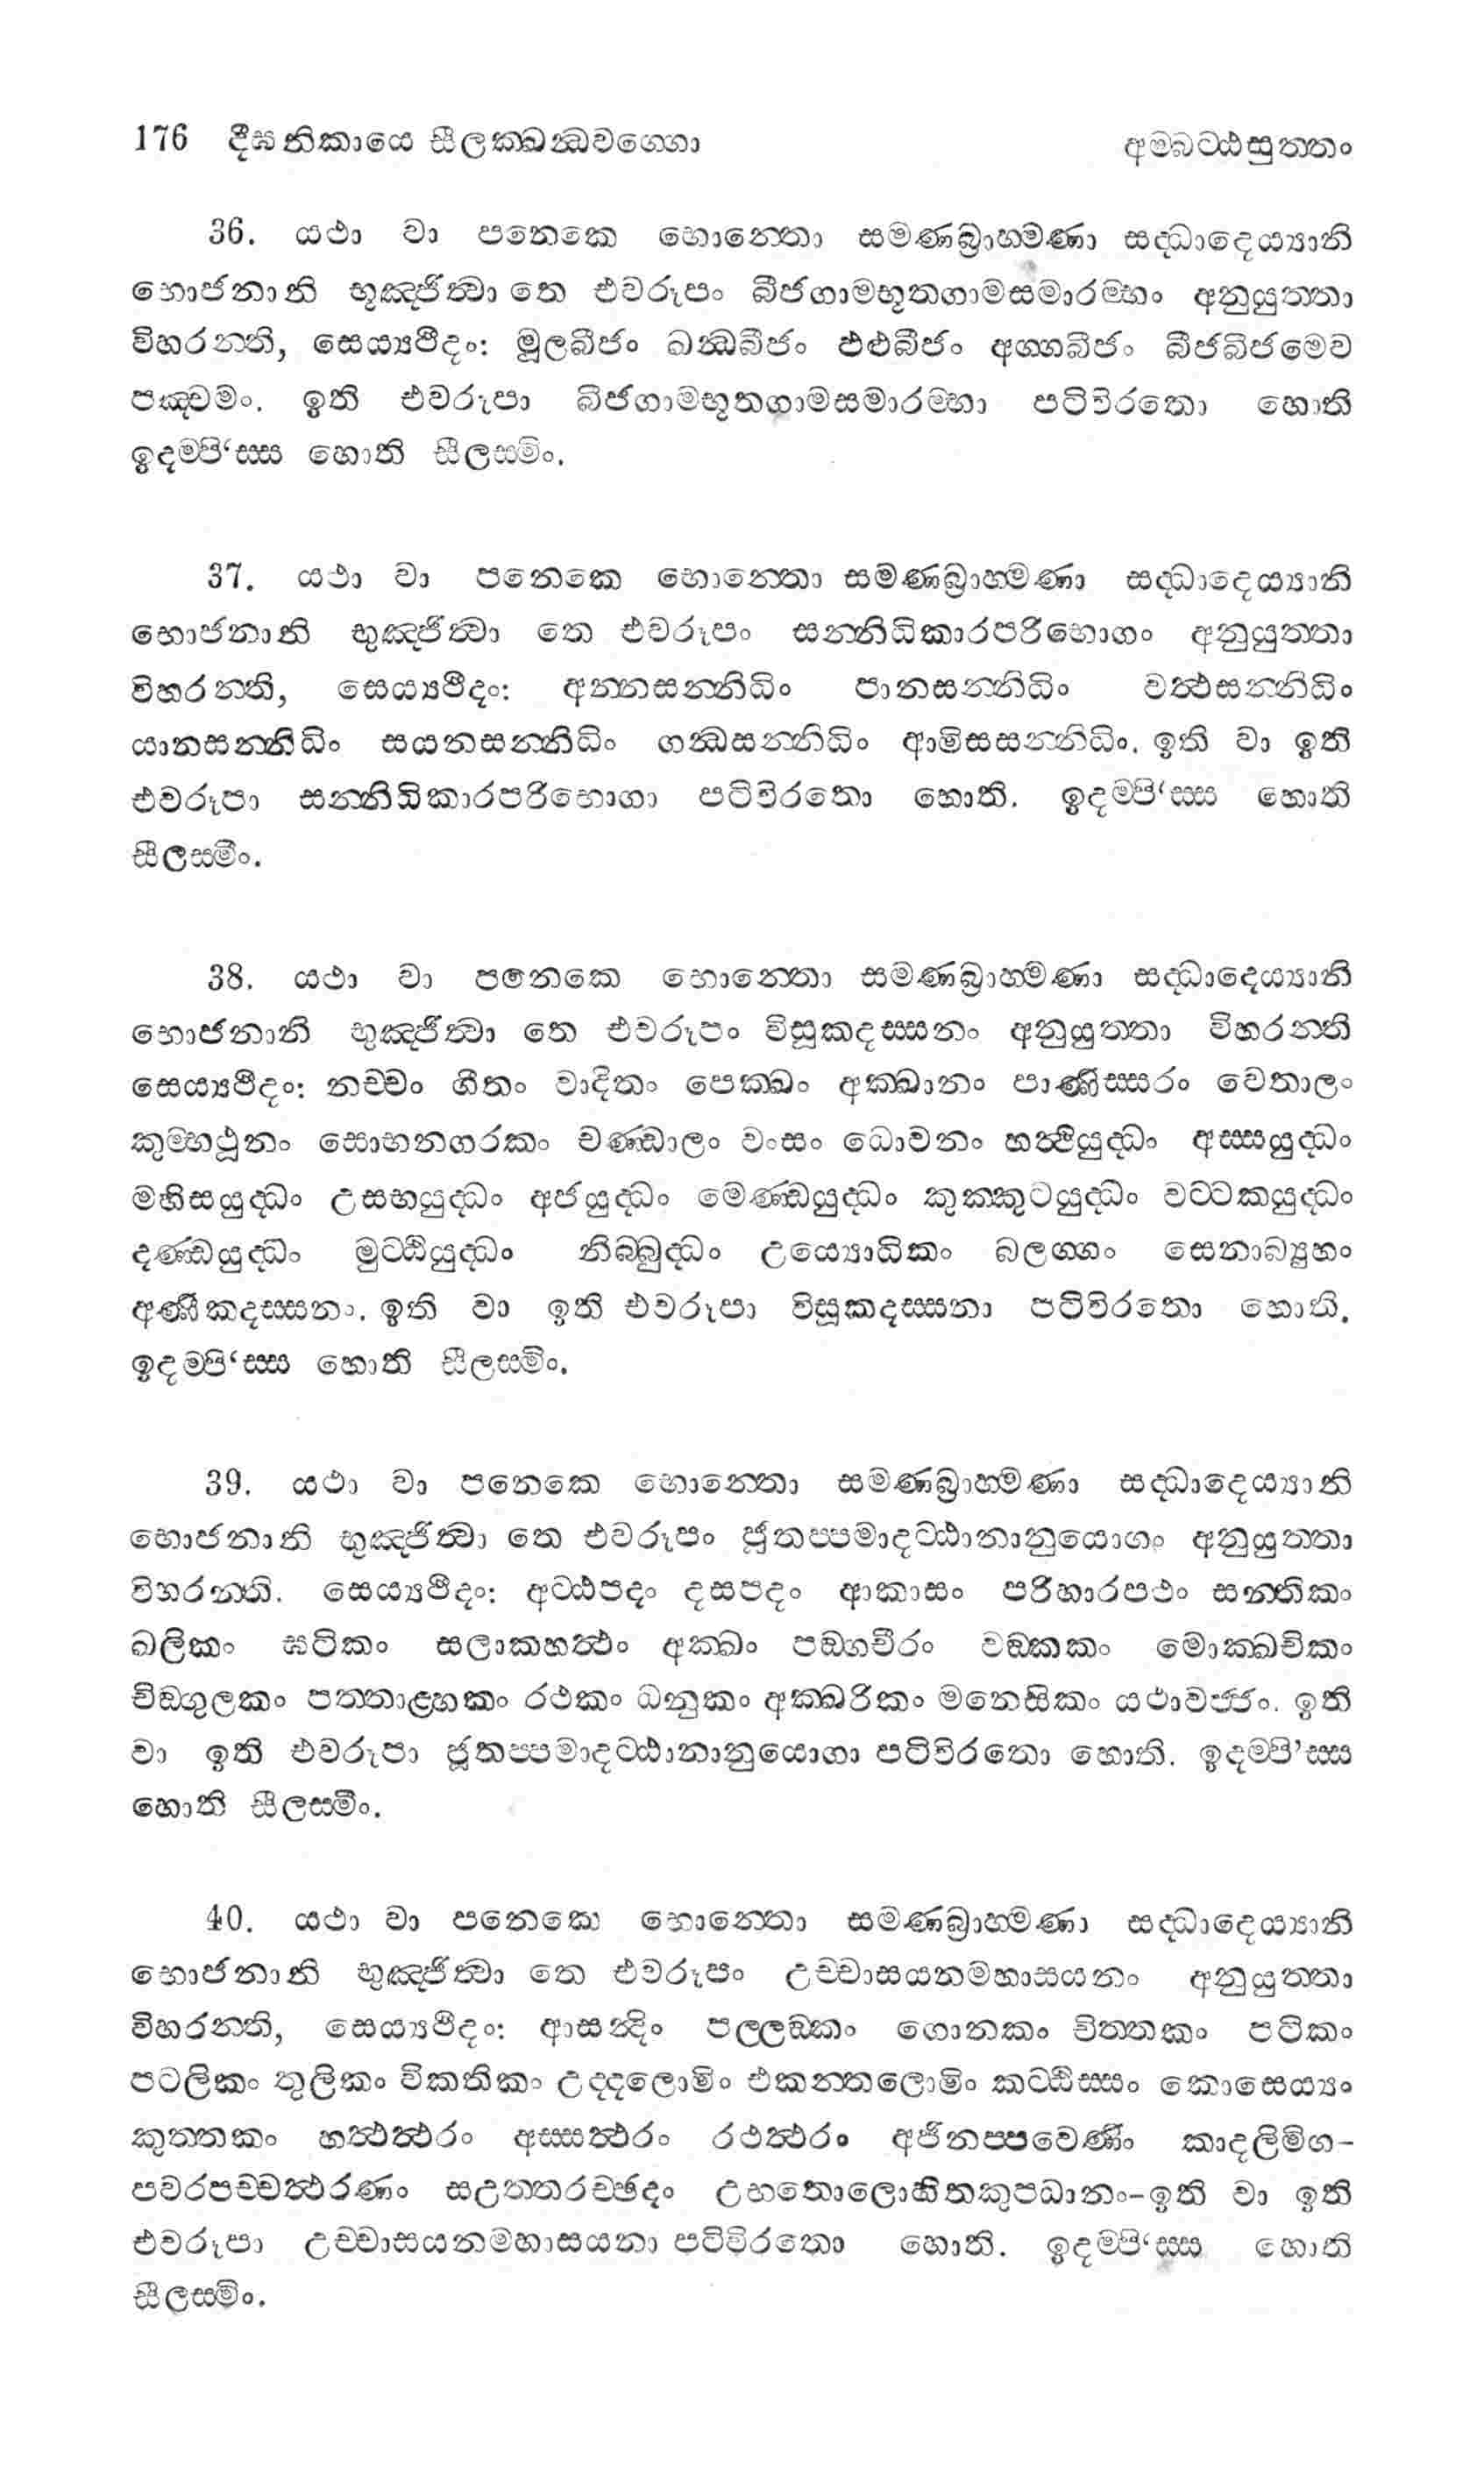 176 දීඝනිකායෙ සීලක්ඛන්ධවග්ගො අම්බට්ඨසුත්තං
36. යථා වා පනෙකෙ භොන්තො සමණබ්‍රාහ්මණා සද්ධාදෙය්‍යානි
භොජනානි භූඤ්ජිත්‍වා තෙ එවරූපං බීජගාමභූතගාමසමාරම්භං අනුයුත්තා
විහරන්ති, සෙය්‍යථීදං: මූලබීජං ඛන්ධබීජං ඵළුබීජං අග්ගබීජං බීජබීජමෙව
පඤ්චමං. ඉති එවරූපා බීජගාමභූතගාමසමාරම්භා පටිවිරතො හොති
ඉදම්පි‘ස්ස හොති සීලස්මිං.
37. යථා වා පනෙකෙ භොන්තො සමණබ්‍රාහ්මණා සද්ධාදෙය්‍යානි
භොජනානි භුඤ්ජිත්‍වා තෙ එවරූපං සන්නිධිකාරපරිභොගං අනුයුත්තා
විහරන්ති, සෙය්‍යථීදං: අන්නසන්නිධිං පානසන්නිධිං වත්‍ථසන්නිධිං
යානසන්නිධිං සයනසන්නිධිං ගන්ධසන්නිධිං ආමිසසන්නිධිං. ඉති වා ඉති
එවරූපා සන්නිධිකාරපරිභොගා පටිවිරතො හොති. ඉදම්පි‘ස්ස හොති
සීලස්මීං.
38. යථා වා පනෙකෙ භොන්තො සමණබ්‍රාහ්මණා සද්ධාදෙය්‍යානි
භොජනානි භුඤ්ජිත්‍වා තෙ එවරූපං විසූකදස්සනං අනුයුත්තා විහරන්ති
සෙය්‍යථීදං: නච්චං ගීතං වාදිතං පෙක්ඛං අක්ඛානං පාණිස්සරං වෙතාලං
කුම්භථූනං සොභනගරකං චණ්ඩාලං වංසං ධොවනං හත්‍ථියුද්ධං අස්සයුද්ධං
මහිසයුද්ධං උසභයුද්ධං අජයුද්ධං මෙණ්ඩයුද්ධං කුක්කුටයුද්ධං වට්ටකයුද්ධං
දණ්ඩයුද්ධං මුට්ඨියුද්ධං නිබ්බුද්ධං උය්‍යොධිකං බලග්ගං සෙනාබ්‍යුහං
අණීකදස්සනං. ඉති වා ඉති එවරූපා විසූකදස්සනා පටිවිරතො හොති.
ඉදම්පි‘ස්ස හොති සීලස්මිං.
39. යථා වා පනෙකෙ භොන්තො සමණබ්‍රාහ්මණා සද්ධාදෙය්‍යානි
භොජනානි භුඤ්ජිත්‍වා තෙ එවරූපං ජූතප්පමාදට්ඨානානුයොගං අනුයුත්තා
විහරන්ති. සෙය්‍යථීදං: අට්ඨපදං දසපදං ආකාසං පරිහාරපථං සන්තිකං
ඛලිකං ඝටිකං සලාකහත්‍ථං අක්ඛං පඞ්ගචීරං වඞ්කකං මොක්ඛචිකං
චිඞ්ගුලකං පත්තාළ්හකං රථකං ධනුකං අක්ඛරිකං මනෙසිකං යථාවජ්ජං. ඉති
වා ඉති එවරූපා ජූතප්පමාදට්ඨානානුයොගා පටිවිරතො හොති. ඉදම්පි’ස්ස
හොති සීලස්මීං.
40. යථා වා පනෙකෙ භොන්තො සමණබ්‍රාහ්මණා සද්ධාදෙය්‍යානි
භොජනානි භුඤ්ජිත්‍වා තෙ එවරූපං උච්චාසයනමහාසයනං අනුයුත්තා
විහරන්ති, සෙය්‍යථීදං: ආසන්දිං පල්ලඞ්කං ගොනකං චිත්තකං පටිකං
පටලිකං තුලිකං විකතිකං උද්දලොමිං එකන්තලොමිං කට්ඨිස්සං කොසෙය්‍යං
කුත්තකං හත්‍ථත්‍ථරං අස්සත්‍ථරං රථත්‍ථරං අජිනප්පවෙණිං කාදලිමිග-
පවරපච්චත්‍ථරණං සඋත්තරච්ඡදං උභතොලොහිතකුපධානං-ඉති වා ඉති
එවරූපා උච්චාසයනමහාසයනා පටිවිරතො හොති. ඉදම්පි‘ස්ස හොති
සීලස්මිං.